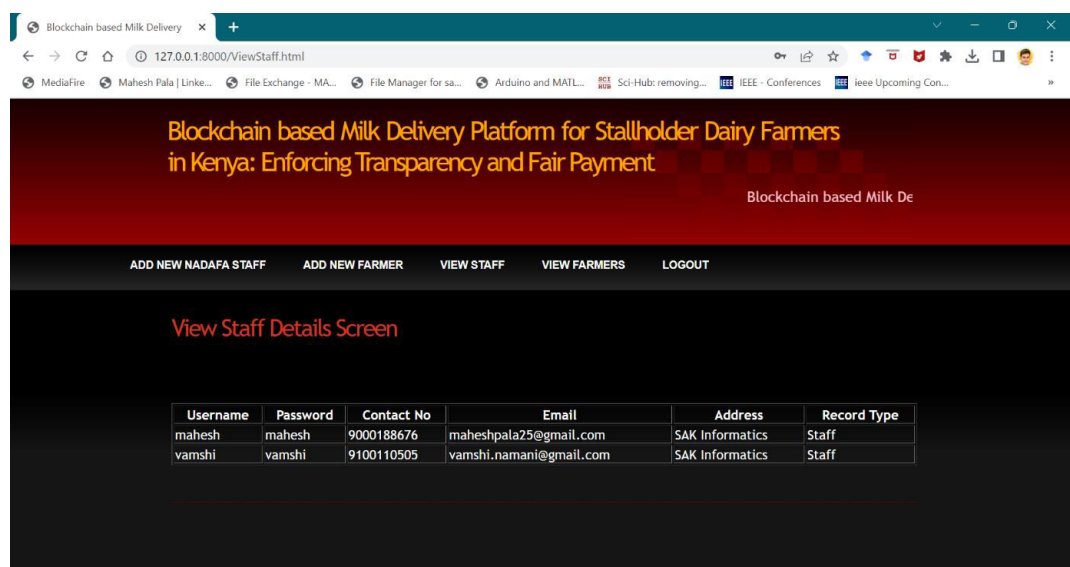 Blockchain based Milk Delivery
127.0.0.1:8000/ViewStaff.html
MediaFire Mahesh Pala | Linke... File Exchange - MA... File Manager for sa... Arduino and MATL... SCI HUB Sci-Hub: removing... IEEE IEEE - Conferences IEEE ieee Upcoming Con... »
Blockchain based Milk Delivery Platform for Stallholder Dairy Farmers
in Kenya: Enforcing Transparency and Fair Payment
Blockchain based Milk De
ADD NEW NADAFA STAFF ADD NEW FARMER VIEW STAFF VIEW FARMERS LOGOUT
View Staff Details Screen
Username Password Contact No Email Address Record Type
mahesh mahesh 9000188676 maheshpala25@gmail.com SAK Informatics Staff
vamshi vamshi 9100110505 vamshi.namani@gmail.com SAK Informatics Staff